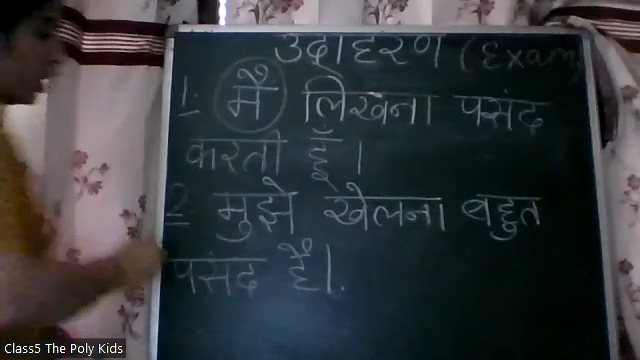 उदाहरण (Exam
1. मैं लिखना पसंद
करती हूँ।
2 मुझे खेलना बहुत
पसंद है।.
Class5 The Poly Kids